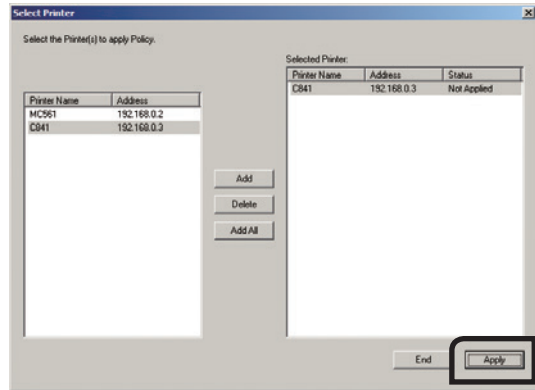 Select Printer
Select the Printer(s) to apply Policy.
Selected Printer:
Printer Name Address Status
C841 192.168.0.3 Not Applied
Printer Name Address
MC561 192.168.0.2
C841 192.168.0.3
Add
Delete
Add All
End Apply